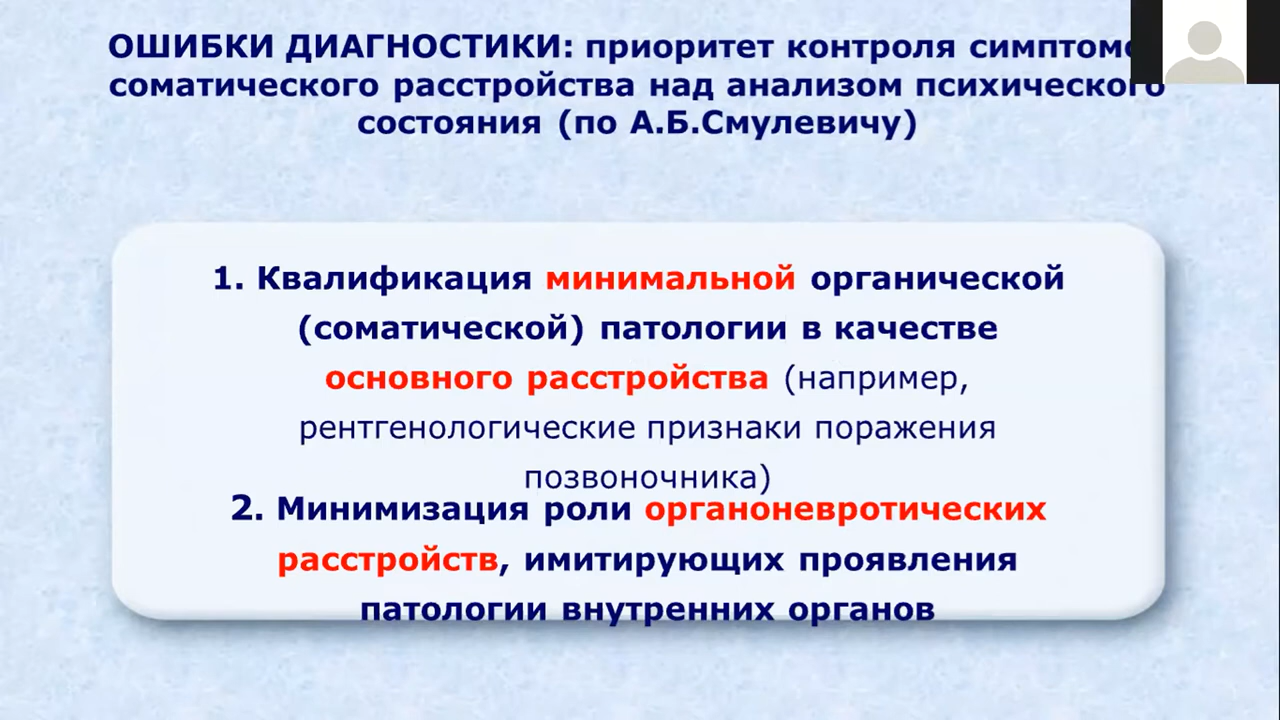 ОШИБКИ ДИАГНОСТИКИ: приоритет контроля
соматического расстройства над анализом психического
состояния (по А.Б.Смулевичу)
1. Квалификация минимальной органической
(соматической) патологии в качестве
основного расстройства (например,
рентгенологические признаки поражения
позвоночника)
2. Минимизация роли органоневротических
расстройств, имитирующих проявления
патологии внутренних органов